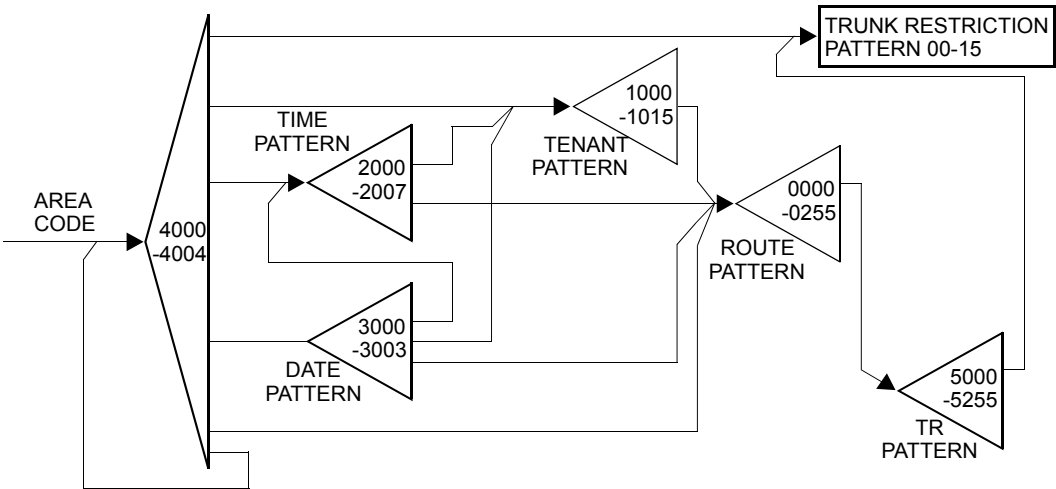 TRUNK RESTRICTION
PATTERN 00-15
1000
-1015
TENANT
PATTERN
TIME
PATTERN
2000
-2007
0000
-0255
ROUTE
PATTERN
AREA
CODE
4000
-4004
3000
-3003
DATE
PATTERN
5000
-5255
TR
PATTERN